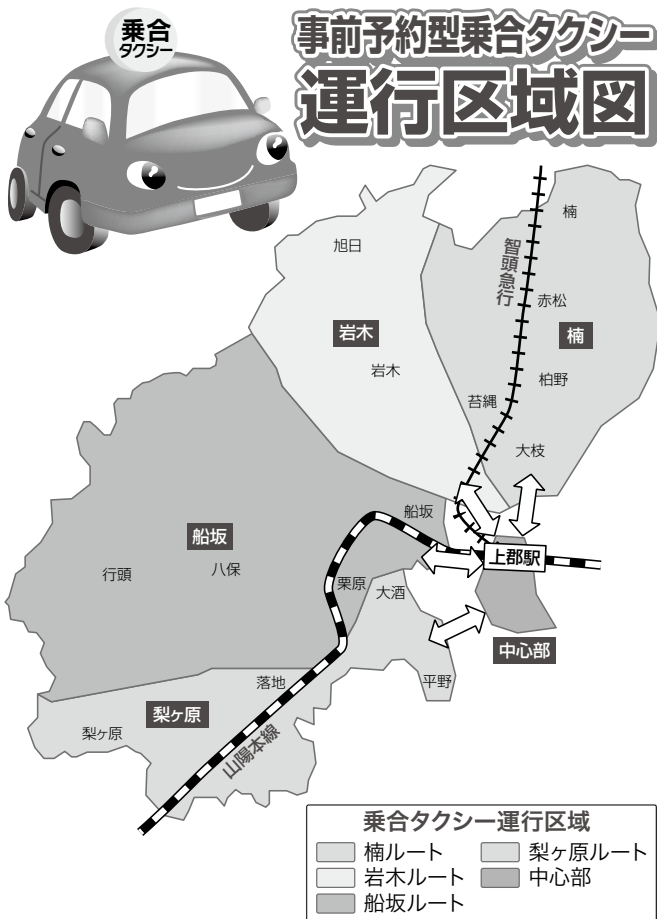 乗合
タクシー
事前予約型乗合タクシー
運行区域図
楠
旭日
智頭急行
赤松
岩木
楠
岩木
柏野
苔縄
大枝
船坂
船坂
上郡駅
行頭
八保
栗原
大酒
中心部
落地
平野
梨ヶ原
梨ヶ原
山陽本線
乗合タクシー運行区域
楠ルート
梨ヶ原ルート
岩木ルート
中心部
船坂ルート